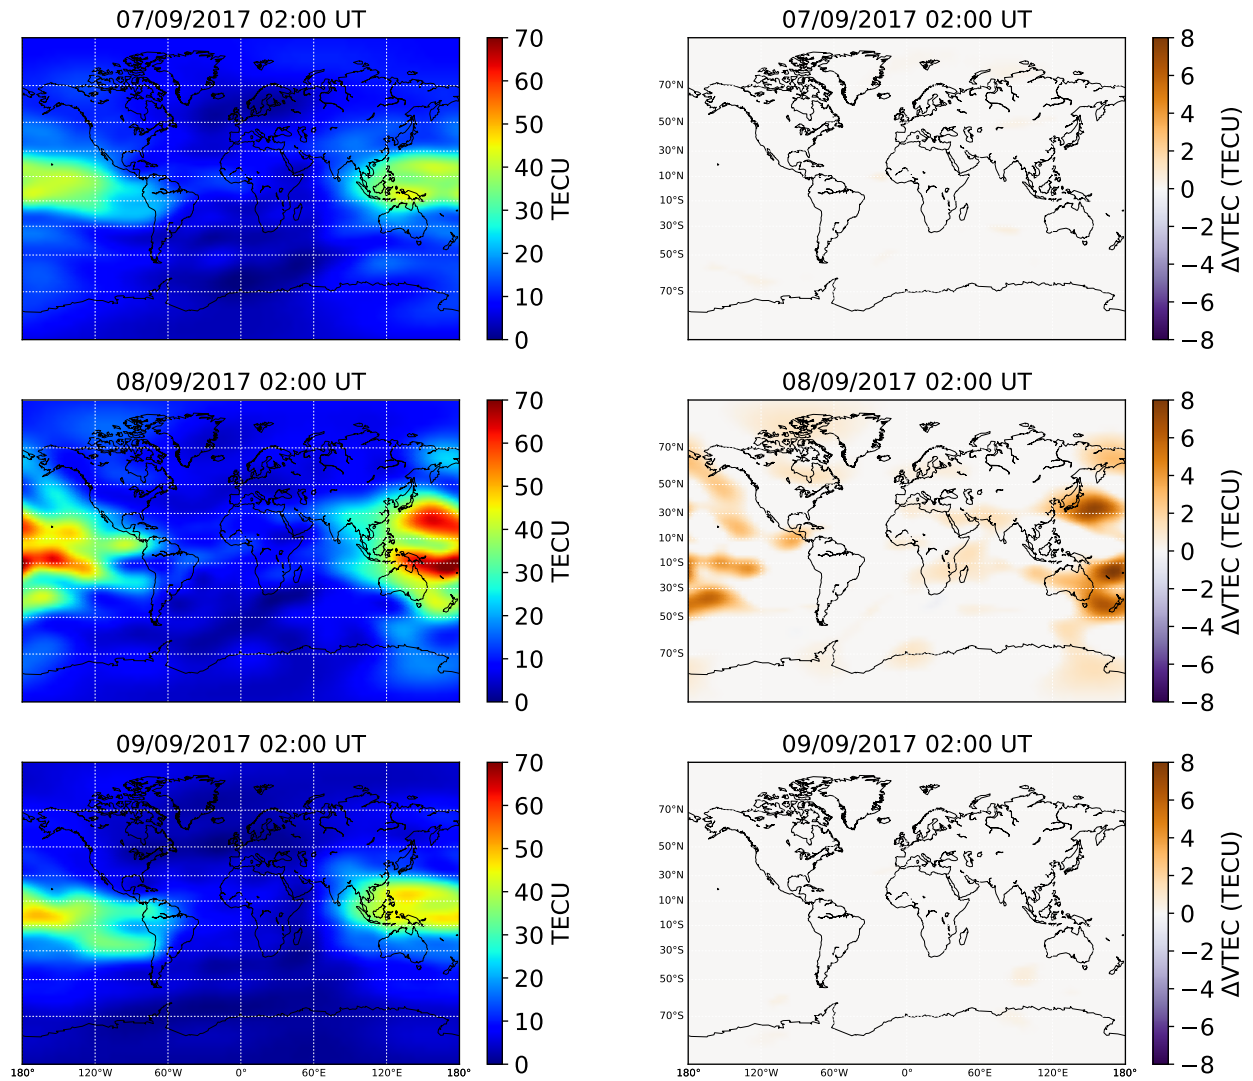 07/09/2017 02:00 UT
70
60
50
40
30
20
10
0
TECU
07/09/2017 02:00 UT
70°N
50°N
30°N
10°N
10°S
30°S
50°S
70°S
8
6
4
2
0
−2
−4
−6
−8
ΔVTEC (TECU)
08/09/2017 02:00 UT
70
60
50
40
30
20
10
0
TECU
08/09/2017 02:00 UT
70°N
50°N
30°N
10°N
10°S
30°S
50°S
70°S
8
6
4
2
0
−2
−4
−6
−8
ΔVTEC (TECU)
09/09/2017 02:00 UT
70
60
50
40
30
20
10
0
TECU
180° 120°W 60°W 0° 60°E 120°E 180°
09/09/2017 02:00 UT
70°N
50°N
30°N
10°N
10°S
30°S
50°S
70°S
8
6
4
2
0
−2
−4
−6
−8
ΔVTEC (TECU)
180° 120°W 60°W 0° 60°E 120°E 180°